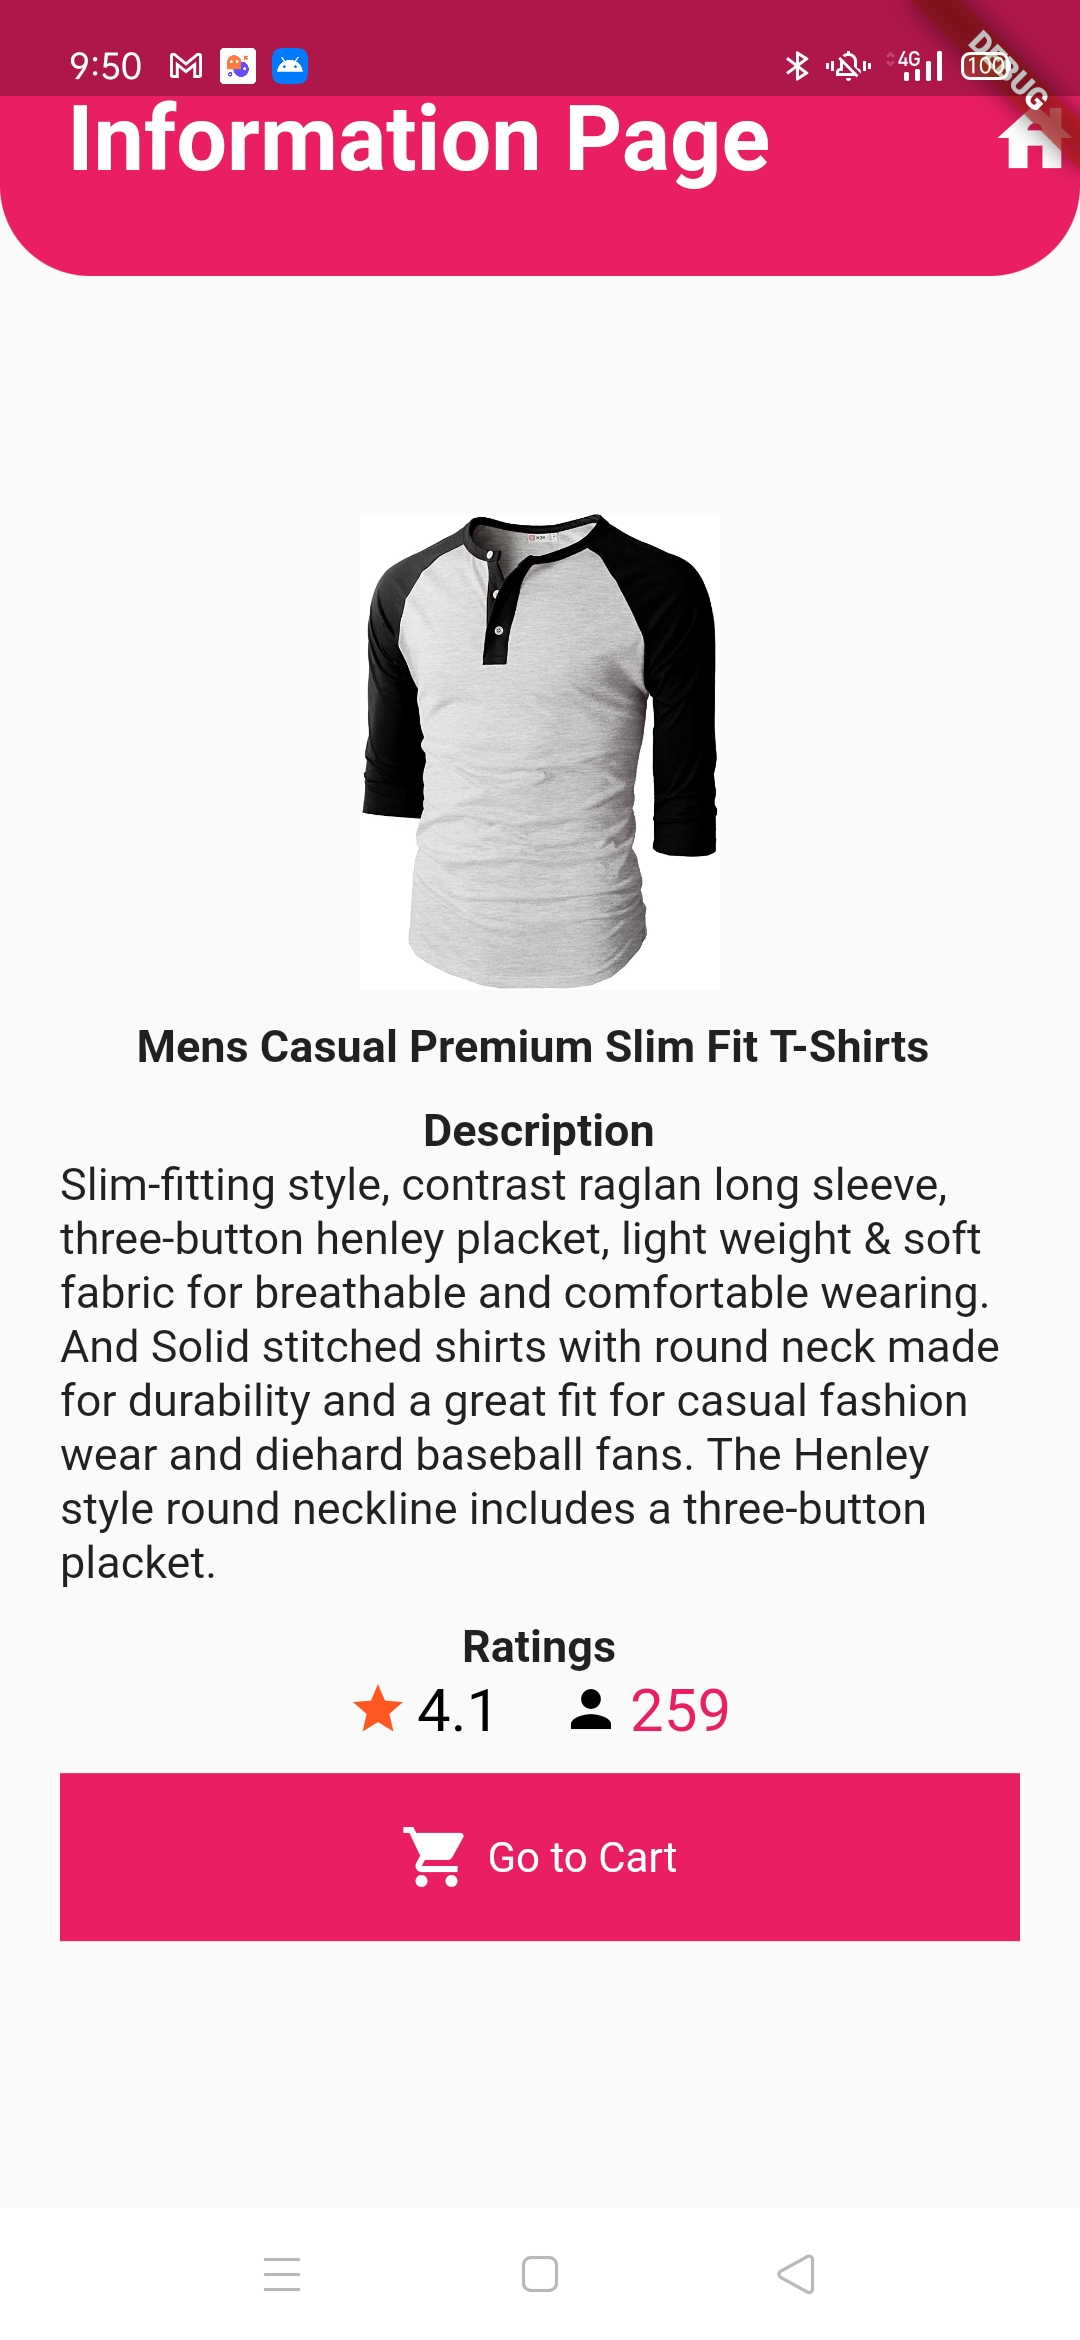 9:50
4G
100
DEBUG
Information Page
Mens Casual Premium Slim Fit T-Shirts
Description
Slim-fitting style, contrast raglan long sleeve,
three-button henley placket, light weight & soft
fabric for breathable and comfortable wearing.
And Solid stitched shirts with round neck made
for durability and a great fit for casual fashion
wear and diehard baseball fans. The Henley
style round neckline includes a three-button
placket.
Ratings
4.1 259
Go to Cart